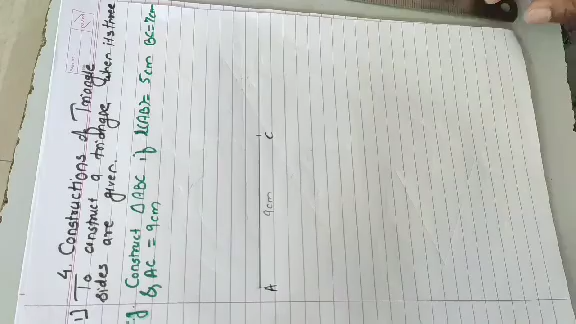 4. Constructions of Triangle
1) To construct a triangle, when its three
sides are given.
eg. Construct ΔABC if l(AB) = 5cm BC=7cm
& AC = 9cm
A 9cm C